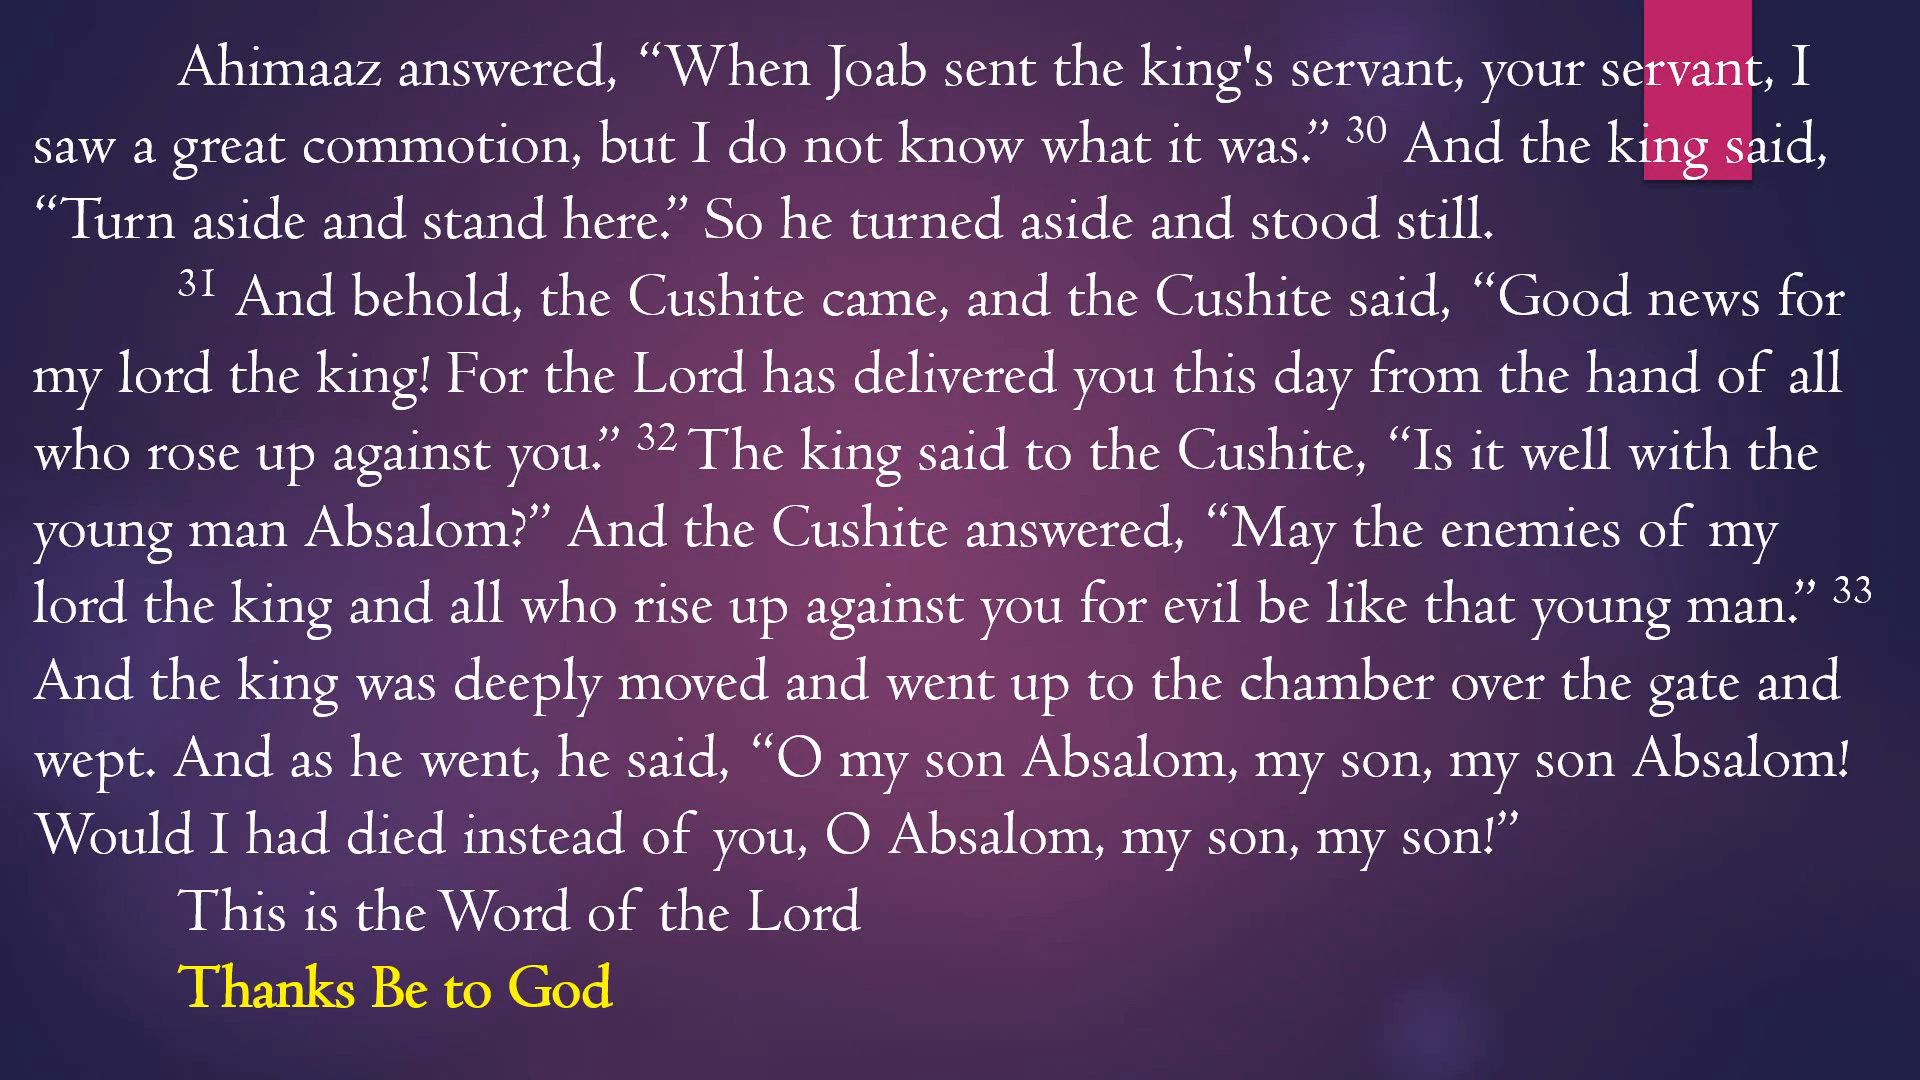 Ahimaaz answered, “When Joab sent the king's servant, your servant, I
saw a great commotion, but I do not know what it was.” 30 And the king said,
“Turn aside and stand here.” So he turned aside and stood still.
31 And behold, the Cushite came, and the Cushite said, “Good news for
my lord the king! For the Lord has delivered you this day from the hand of all
who rose up against you.” 32 The king said to the Cushite, “Is it well with the
young man Absalom?” And the Cushite answered, “May the enemies of my
lord the king and all who rise up against you for evil be like that young man.” 33
And the king was deeply moved and went up to the chamber over the gate and
wept. And as he went, he said, “O my son Absalom, my son, my son Absalom!
Would I had died instead of you, O Absalom, my son, my son!”
This is the Word of the Lord
Thanks Be to God